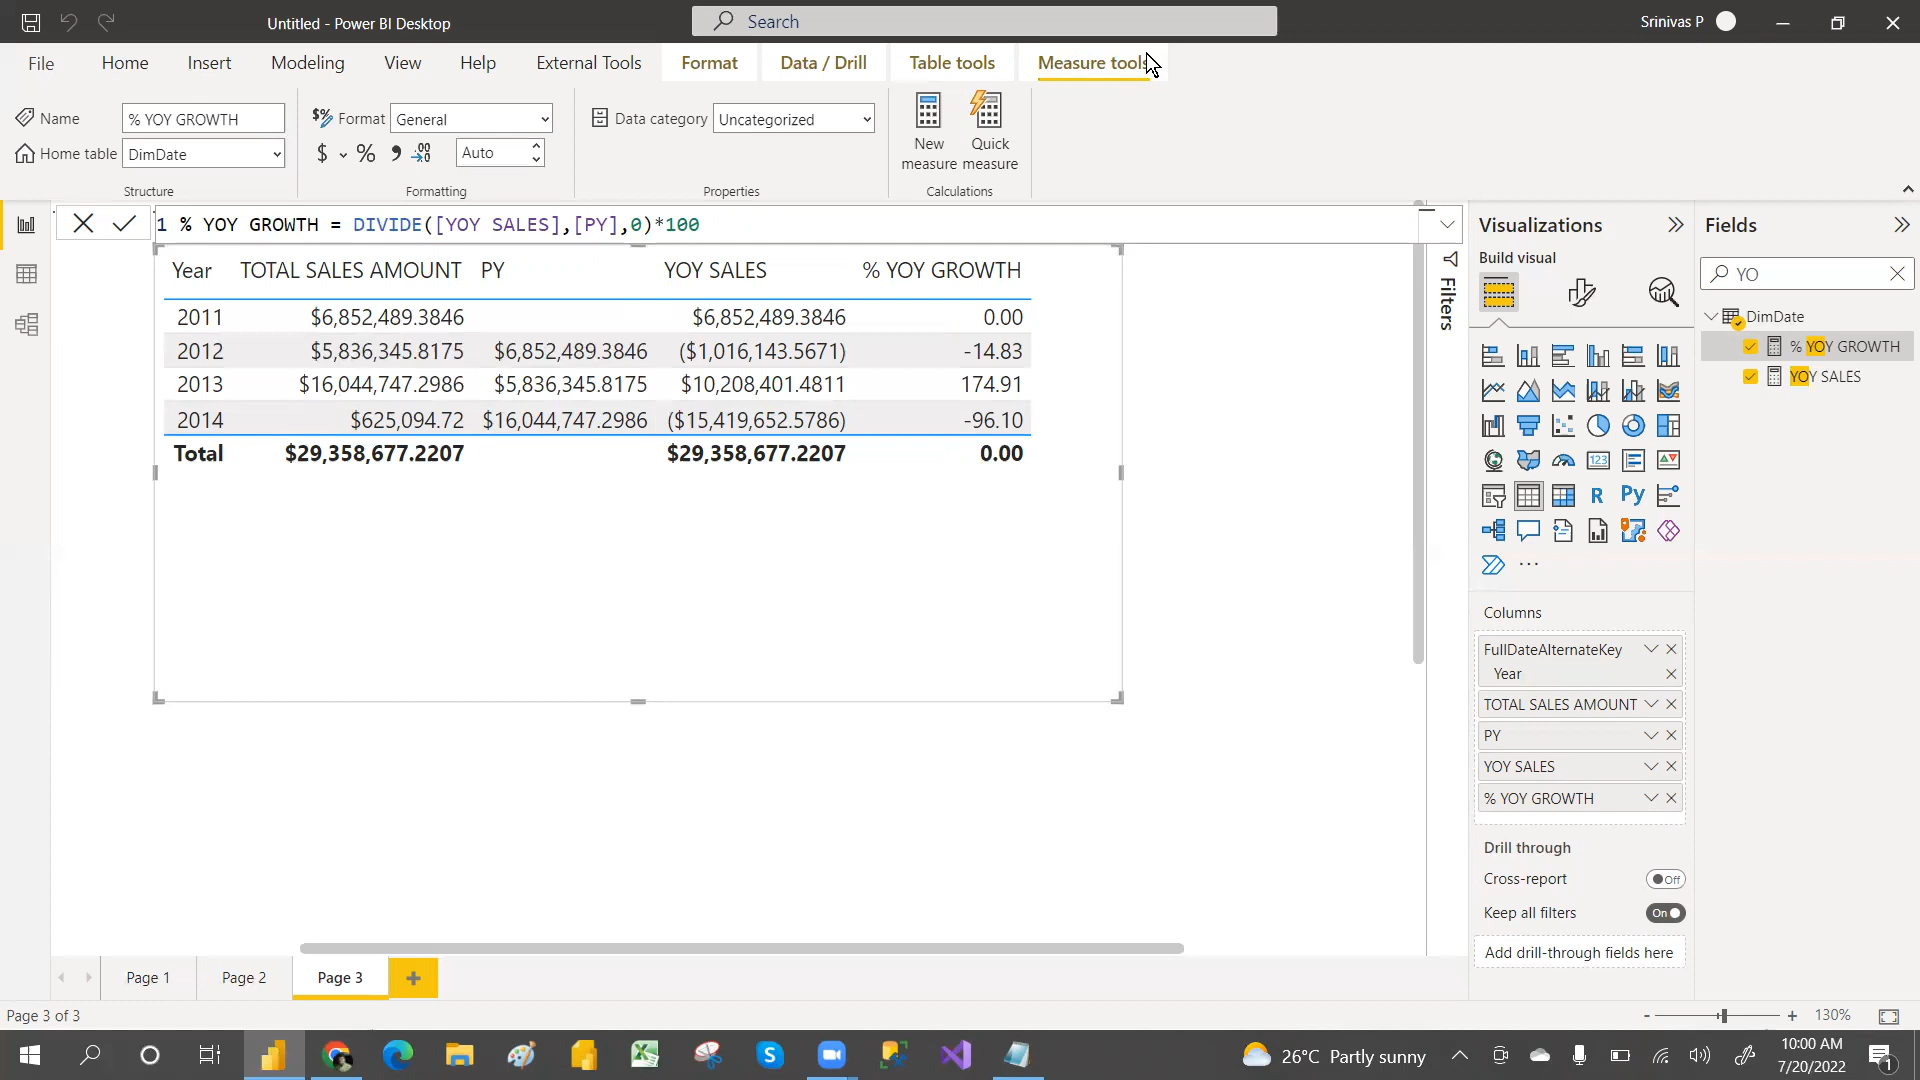 Untitled - Power BI Desktop
Search
Srinivas P
File Home Insert Modeling View Help External Tools Format Data / Drill Table tools Measure tools
Name % YOY GROWTH
Home table DimDate
Structure
Format General
$ % , .00 Auto
Formatting
Data category Uncategorized
Properties
New measure
Quick measure
Calculations
1 % YOY GROWTH = DIVIDE([YOY SALES],[PY],0)*100
Year TOTAL SALES AMOUNT PY YOY SALES % YOY GROWTH
2011 $6,852,489.3846 $6,852,489.3846 0.00
2012 $5,836,345.8175 $6,852,489.3846 ($1,016,143.5671) -14.83
2013 $16,044,747.2986 $5,836,345.8175 $10,208,401.4811 174.91
2014 $625,094.72 $16,044,747.2986 ($15,419,652.5786) -96.10
Total $29,358,677.2207 $29,358,677.2207 0.00
Filters
Visualizations
Build visual
123
R Py
...
Columns
FullDateAlternateKey
Year
TOTAL SALES AMOUNT
PY
YOY SALES
% YOY GROWTH
Drill through
Cross-report Off
Keep all filters On
Add drill-through fields here
Fields
YO
DimDate
% YOY GROWTH
YOY SALES
Page 1 Page 2 Page 3 +
Page 3 of 3
- + 130%
26°C Partly sunny
10:00 AM
7/20/2022
1